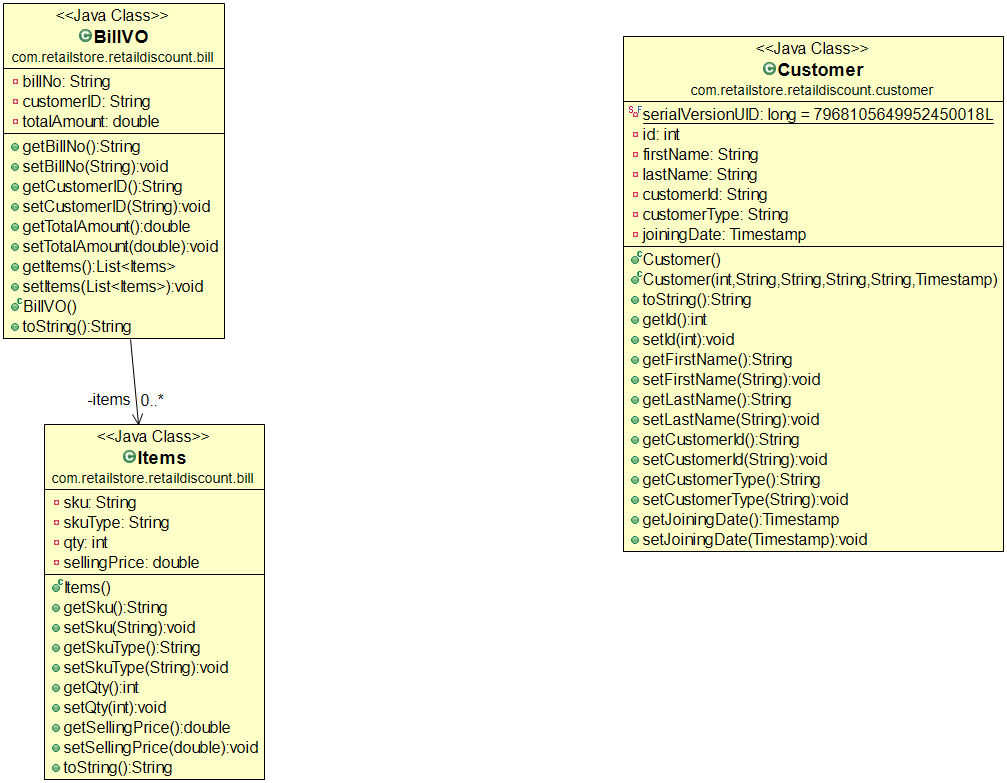 <<Java Class>>
BillVO
com.retailstore.retaildiscount.bill
billNo: String
customerID: String
totalAmount: double
getBillNo():String
setBillNo(String):void
getCustomerID():String
setCustomerID(String):void
getTotalAmount():double
setTotalAmount(double):void
getItems():List<Items>
setItems(List<Items>):void
BillVO()
toString():String
-items 0..*
<<Java Class>>
Items
com.retailstore.retaildiscount.bill
sku: String
skuType: String
qty: int
sellingPrice: double
Items()
getSku():String
setSku(String):void
getSkuType():String
setSkuType(String):void
getQty():int
setQty(int):void
getSellingPrice():double
setSellingPrice(double):void
toString():String
<<Java Class>>
Customer
com.retailstore.retaildiscount.customer
serialVersionUID: long = 7968105649952450018L
id: int
firstName: String
lastName: String
customerId: String
customerType: String
joiningDate: Timestamp
Customer()
Customer(int,String,String,String,String,Timestamp)
toString():String
getId():int
setId(int):void
getFirstName():String
setFirstName(String):void
getLastName():String
setLastName(String):void
getCustomerId():String
setCustomerId(String):void
getCustomerType():String
setCustomerType(String):void
getJoiningDate():Timestamp
setJoiningDate(Timestamp):void